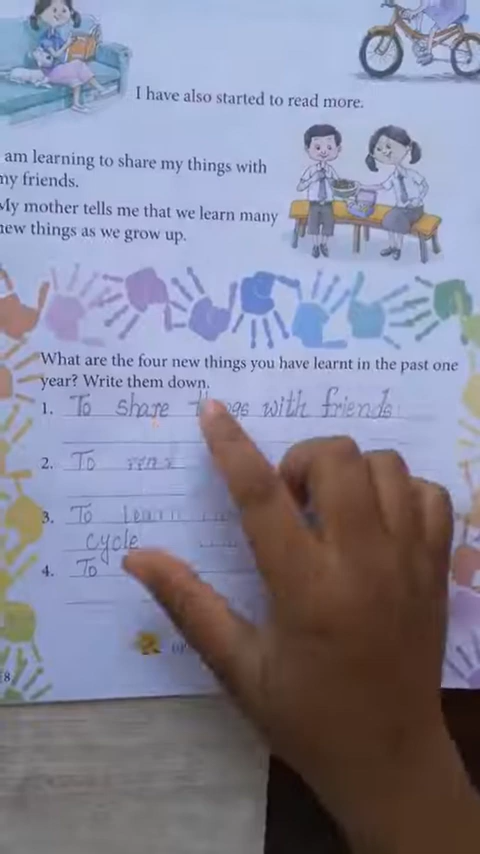 I have also started to read more.
am learning to share my things with
my friends.
My mother tells me that we learn many
new things as we grow up.
What are the four new things you have learnt in the past one
year? Write them down.
1. To share things with friends.
2. To
3. To learn
cycle
4. To
8